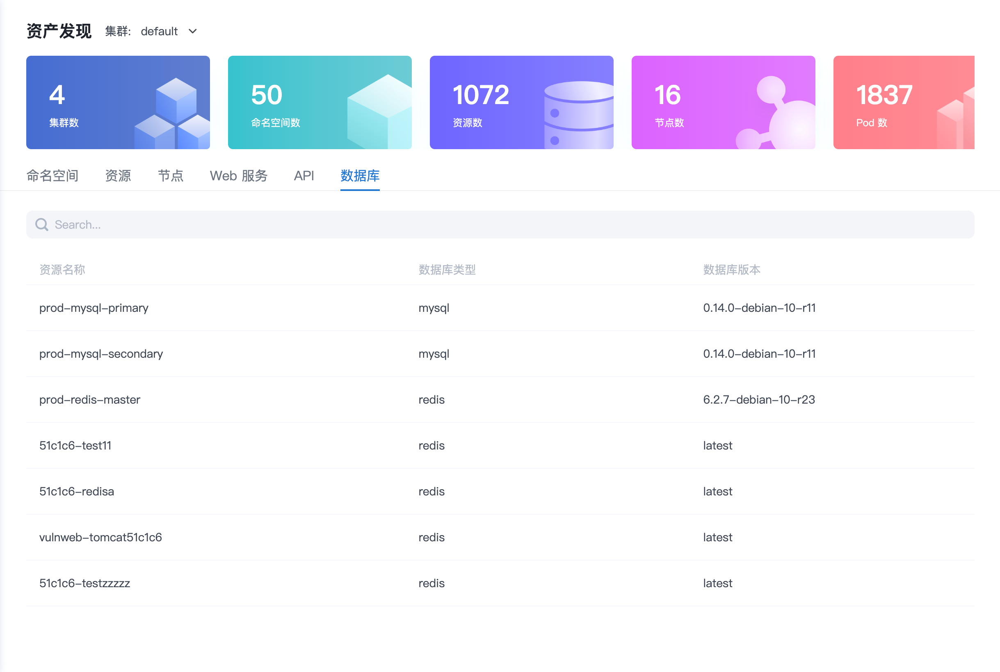 资产发现 集群: default
4 50 1072 16 1837
集群数 命名空间数 资源数 节点数 Pod 数
命名空间 资源 节点 Web 服务 API 数据库
Search...
资源名称 数据库类型 数据库版本
prod-mysql-primary mysql 0.14.0-debian-10-r11
prod-mysql-secondary mysql 0.14.0-debian-10-r11
prod-redis-master redis 6.2.7-debian-10-r23
51c1c6-test11 redis latest
51c1c6-redisa redis latest
vulnweb-tomcat51c1c6 redis latest
51c1c6-testzzzzz redis latest